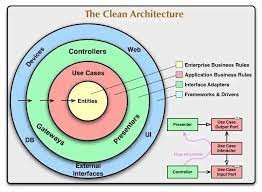 The Clean Architecture
Devices
Web
Controllers
Use Cases
Entities
Gateways
Presenters
DB
UI
External
Interfaces
Enterprise Business Rules
Application Business Rules
Interface Adapters
Frameworks & Drivers
Presenter
Use Case
Output Port
Use Case
Interactor
Controller
Use Case
Input Port